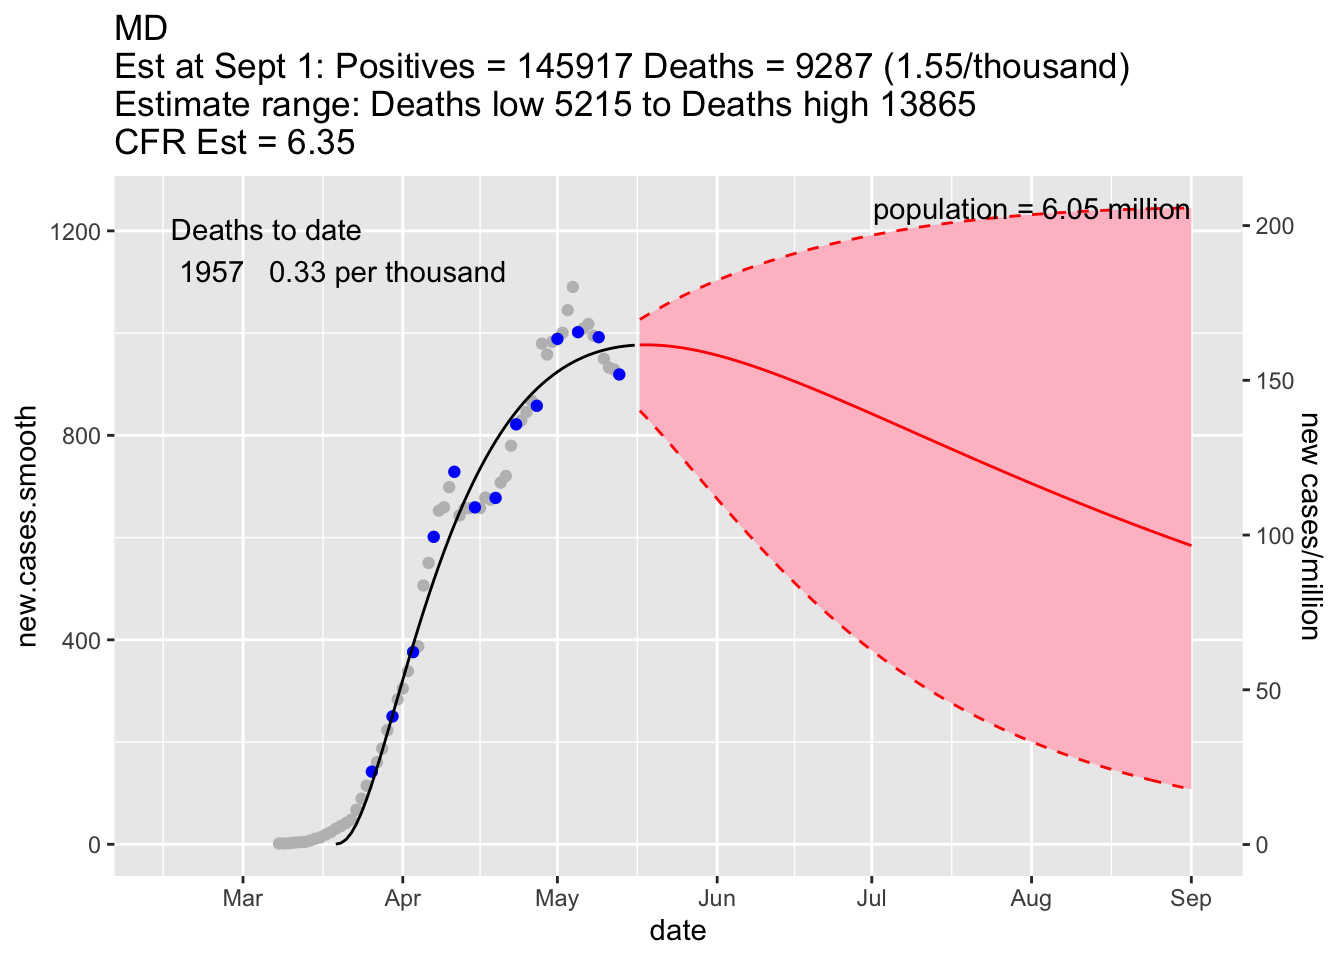 MD
Est at Sept 1: Positives = 145917 Deaths = 9287 (1.55/thousand)
Estimate range: Deaths low 5215 to Deaths high 13865
CFR Est = 6.35
population = 6.05 million
Deaths to date
1957 0.33 per thousand
new.cases.smooth
1200
800
400
0
200
150
100
50
0
new cases/million
Mar Apr May Jun Jul Aug Sep
date